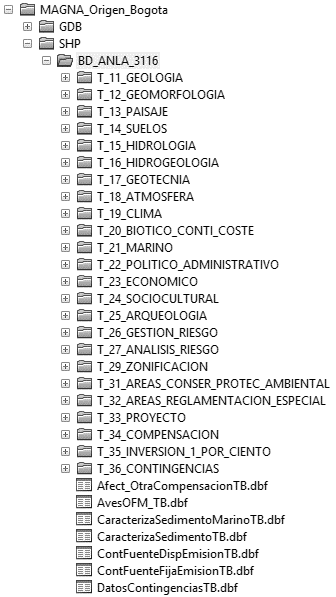 MAGNA_Origen_Bogota
GDB
SHP
BD_ANLA_3116
T_11_GEOLOGIA
T_12_GEOMORFOLOGIA
T_13_PAISAJE
T_14_SUELOS
T_15_HIDROLOGIA
T_16_HIDROGEOLOGIA
T_17_GEOTECNIA
T_18_ATMOSFERA
T_19_CLIMA
T_20_BIOTICO_CONTI_COSTE
T_21_MARINO
T_22_POLITICO_ADMINISTRATIVO
T_23_ECONOMICO
T_24_SOCIOCULTURAL
T_25_ARQUEOLOGIA
T_26_GESTION_RIESGO
T_27_ANALISIS_RIESGO
T_29_ZONIFICACION
T_31_AREAS_CONSER_PROTEC_AMBIENTAL
T_32_AREAS_REGLAMENTACION_ESPECIAL
T_33_PROYECTO
T_34_COMPENSACION
T_35_INVERSION_1_POR_CIENTO
T_36_CONTINGENCIAS
Afect_OtraCompensacionTB.dbf
AvesOFM_TB.dbf
CaracterizaSedimentoMarinoTB.dbf
CaracterizaSedimentoTB.dbf
ContFuenteDispEmisionTB.dbf
ContFuenteFijaEmisionTB.dbf
DatosContingenciasTB.dbf